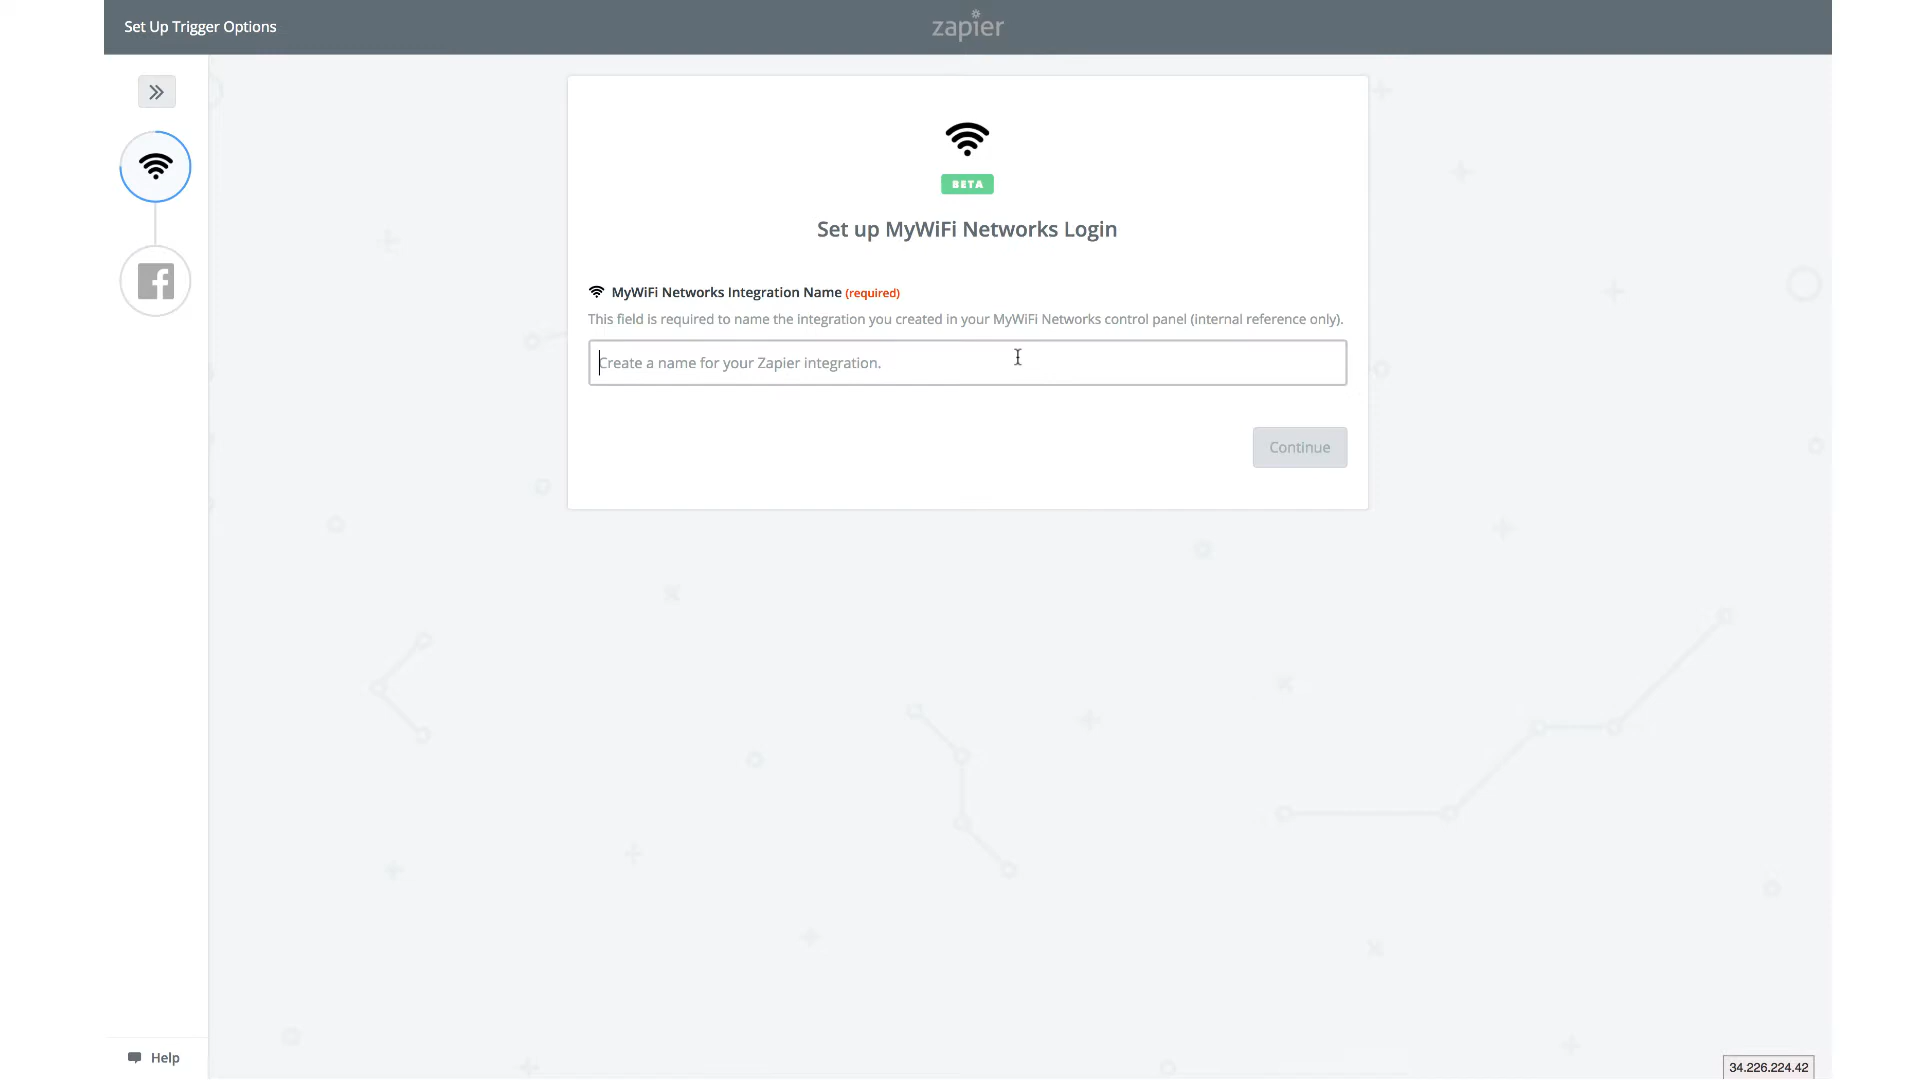 Set Up Trigger Options
zapier
BETA
Set up MyWiFi Networks Login
MyWiFi Networks Integration Name (required)
This field is required to name the integration you created in your MyWiFi Networks control panel (internal reference only).
Create a name for your Zapier integration.
Continue
Help
34.226.224.42